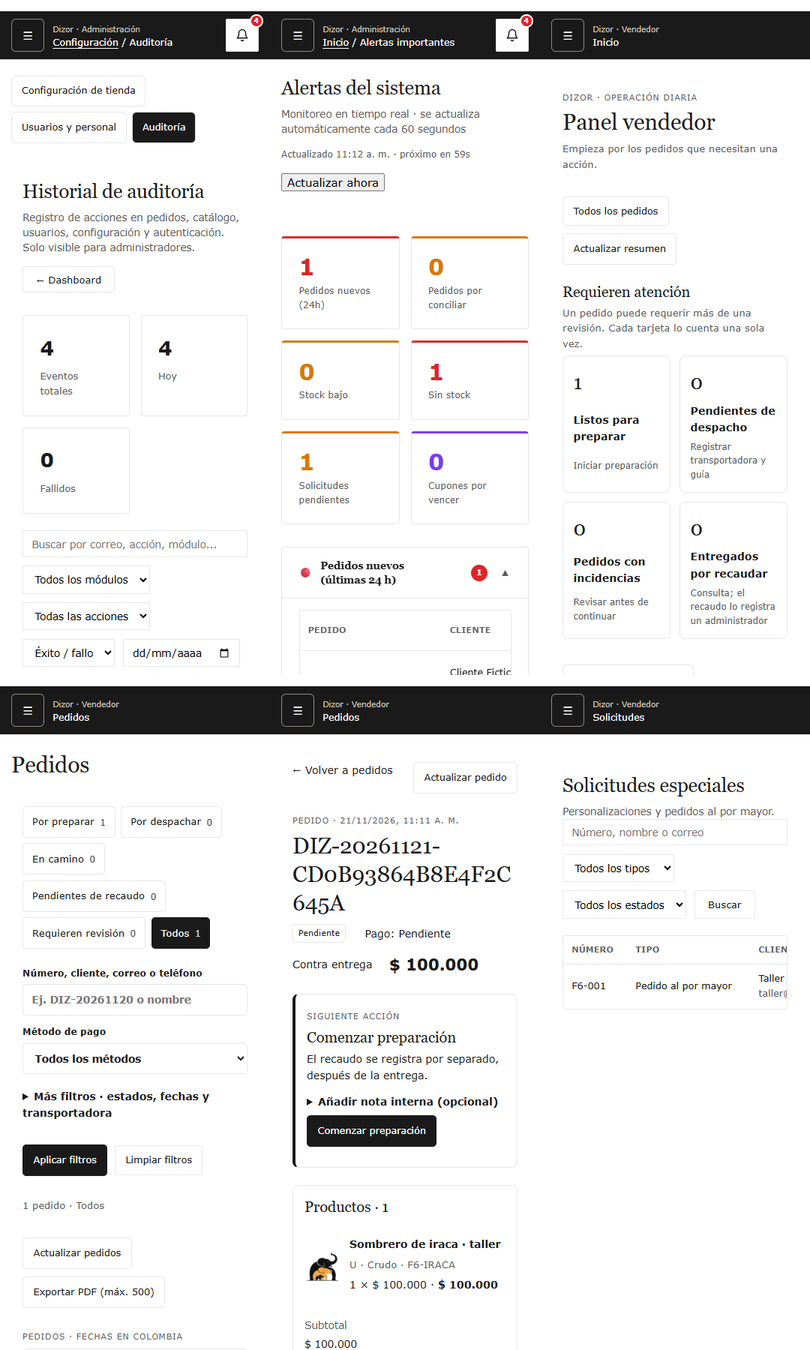 Dizor · Administración
Configuración / Auditoría
4
Configuración de tienda
Usuarios y personal
Auditoría
Historial de auditoría
Registro de acciones en pedidos, catálogo,
usuarios, configuración y autenticación.
Solo visible para administradores.
← Dashboard
4
Eventos
totales
4
Hoy
0
Fallidos
Buscar por correo, acción, módulo...
Todos los módulos
Todas las acciones
Éxito / fallo
dd/mm/aaaa
Dizor · Administración
Inicio / Alertas importantes
4
Alertas del sistema
Monitoreo en tiempo real · se actualiza
automáticamente cada 60 segundos
Actualizado 11:12 a. m. · próximo en 59s
Actualizar ahora
1
Pedidos nuevos
(24h)
0
Pedidos por
conciliar
0
Stock bajo
1
Sin stock
1
Solicitudes
pendientes
0
Cupones por
vencer
Pedidos nuevos
(últimas 24 h)
1
▲
PEDIDO
CLIENTE
Cliente Fictic
Dizor · Vendedor
Inicio
DIZOR · OPERACIÓN DIARIA
Panel vendedor
Empieza por los pedidos que necesitan una
acción.
Todos los pedidos
Actualizar resumen
Requieren atención
Un pedido puede requerir más de una
revisión. Cada tarjeta lo cuenta una sola
vez.
1
Listos para
preparar
Iniciar preparación
0
Pendientes de
despacho
Registrar
transportadora y
guía
0
Pedidos con
incidencias
Revisar antes de
continuar
0
Entregados
por recaudar
Consulta; el
recaudo lo registra
un administrador
Dizor · Vendedor
Pedidos
Pedidos
Por preparar 1
Por despachar 0
En camino 0
Pendientes de recaudo 0
Requieren revisión 0
Todos 1
Número, cliente, correo o teléfono
Ej. DIZ-20261120 o nombre
Método de pago
Todos los métodos
▶ Más filtros · estados, fechas y
transportadora
Aplicar filtros
Limpiar filtros
1 pedido · Todos
Actualizar pedidos
Exportar PDF (máx. 500)
PEDIDOS · FECHAS EN COLOMBIA
Dizor · Vendedor
Pedidos
← Volver a pedidos
Actualizar pedido
PEDIDO · 21/11/2026, 11:11 A. M.
DIZ-20261121-
CD0B93864B8E4F2C
645A
Pendiente
Pago: Pendiente
Contra entrega
$ 100.000
SIGUIENTE ACCIÓN
Comenzar preparación
El recaudo se registra por separado,
después de la entrega.
▶ Añadir nota interna (opcional)
Comenzar preparación
Productos · 1
Sombrero de iraca · taller
U · Crudo · F6-IRACA
1 × $ 100.000 · $ 100.000
Subtotal
$ 100.000
Dizor · Vendedor
Solicitudes
Solicitudes especiales
Personalizaciones y pedidos al por mayor.
Número, nombre o correo
Todos los tipos
Todos los estados
Buscar
NÚMERO
TIPO
CLIEN
F6-001
Pedido al por mayor
Taller
taller@